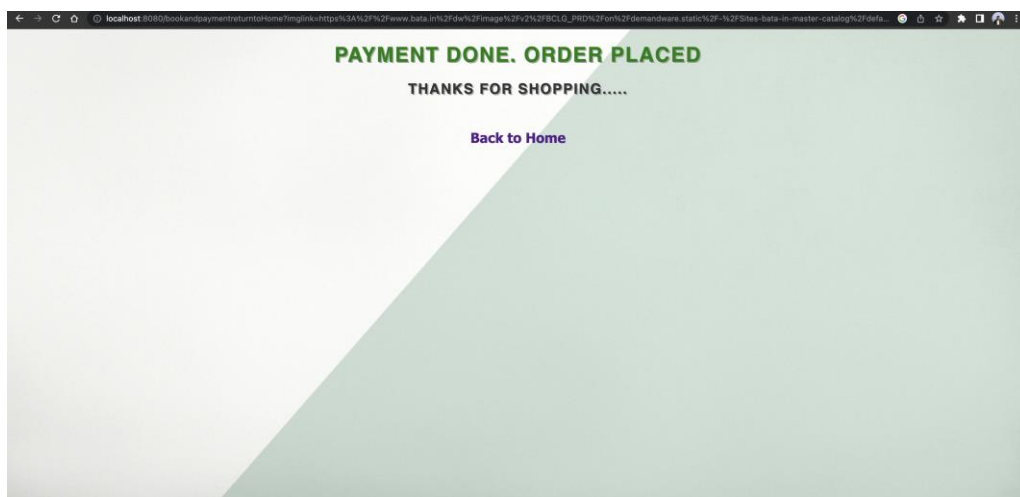 localhost:8080/bookandpaymentreturntoHome?imglink=https%3A%2F%2Fwww.bata.in%2Fdw%2Fimage%2Fv2%2FBCLG_PRD%2Fon%2Fdemandware.static%2F-%2FSites-bata-in-master-catalog%2Fdefa...
PAYMENT DONE. ORDER PLACED
THANKS FOR SHOPPING.....
Back to Home